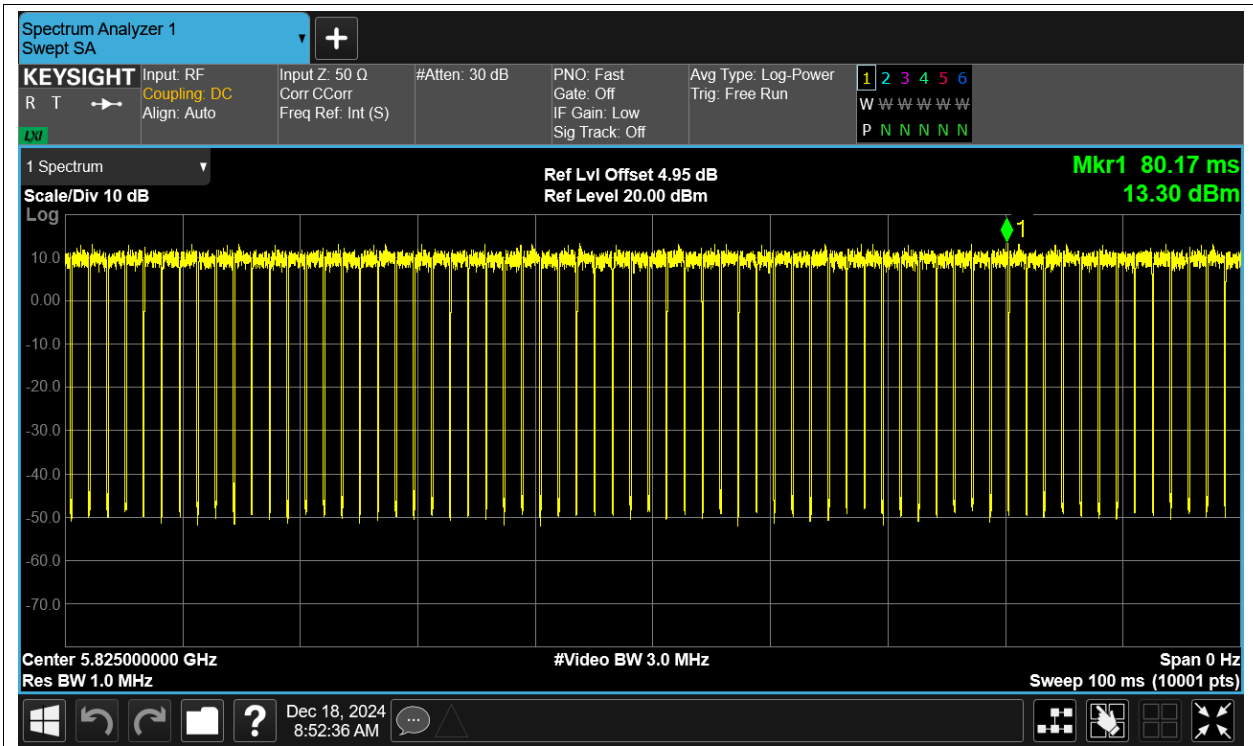 Spectrum Analyzer 1
Swept SA
KEYSIGHT
R T
LXI
Input: RF
Coupling: DC
Align: Auto
Input Z: 50 Ω
Corr CCorr
Freq Ref: Int (S)
#Atten: 30 dB
PNO: Fast
Gate: Off
IF Gain: Low
Sig Track: Off
Avg Type: Log-Power
Trig: Free Run
1 2 3 4 5 6
W W W W W W
P N N N N N
1 Spectrum
Scale/Div 10 dB
Log
Ref Lvl Offset 4.95 dB
Ref Level 20.00 dBm
Mkr1 80.17 ms
13.30 dBm
1
10.0
0.00
-10.0
-20.0
-30.0
-40.0
-50.0
-60.0
-70.0
Center 5.825000000 GHz
Res BW 1.0 MHz
#Video BW 3.0 MHz
Span 0 Hz
Sweep 100 ms (10001 pts)
?
Dec 18, 2024
8:52:36 AM